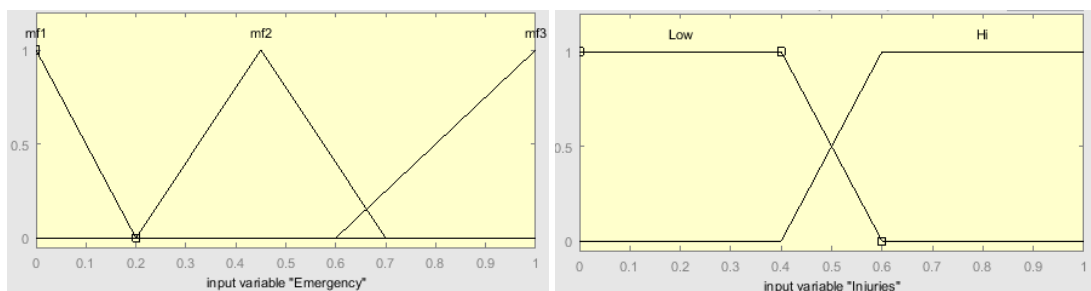 mf1 mf2 mf3
1
0.5
0
0 0.1 0.2 0.3 0.4 0.5 0.6 0.7 0.8 0.9 1
input variable "Emergency"
Low Hi
1
0.5
0
0 0.1 0.2 0.3 0.4 0.5 0.6 0.7 0.8 0.9 1
input variable "Injuries"